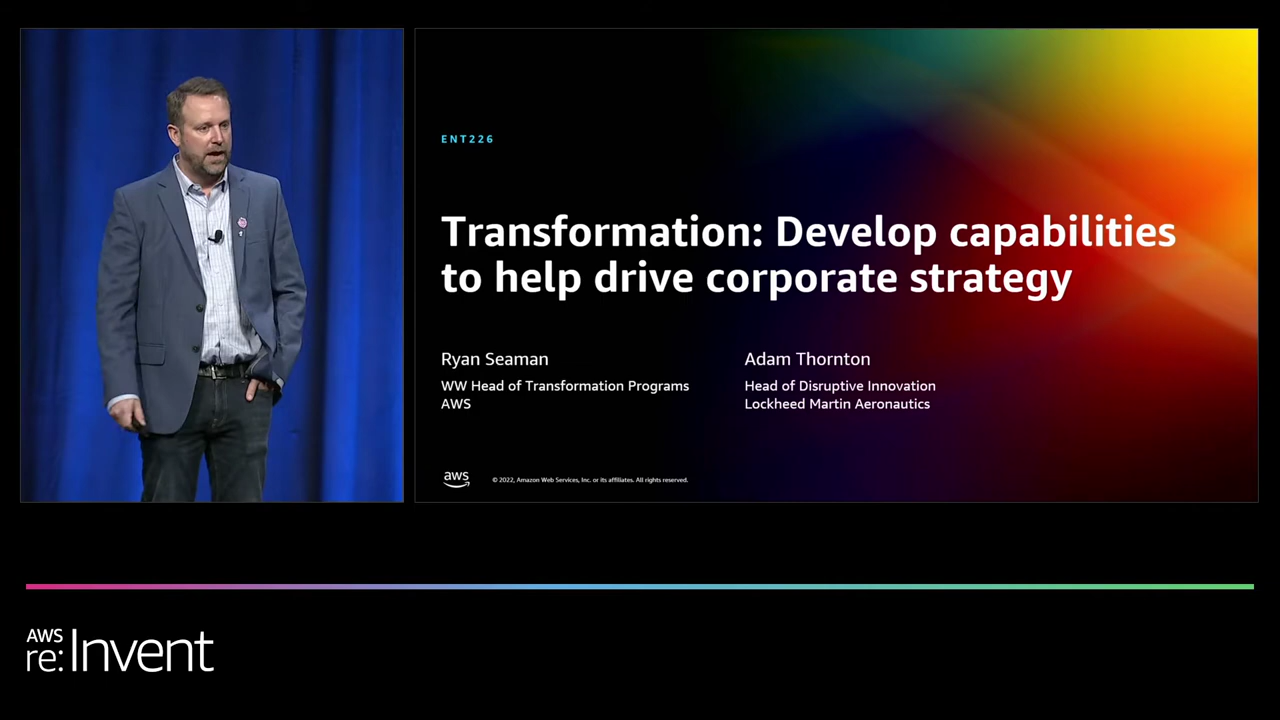 ENT226
Transformation: Develop capabilities
to help drive corporate strategy
Ryan Seaman
WW Head of Transformation Programs
AWS
Adam Thornton
Head of Disruptive Innovation
Lockheed Martin Aeronautics
aws
© 2022, Amazon Web Services, Inc. or its affiliates. All rights reserved.
AWS
re:Invent